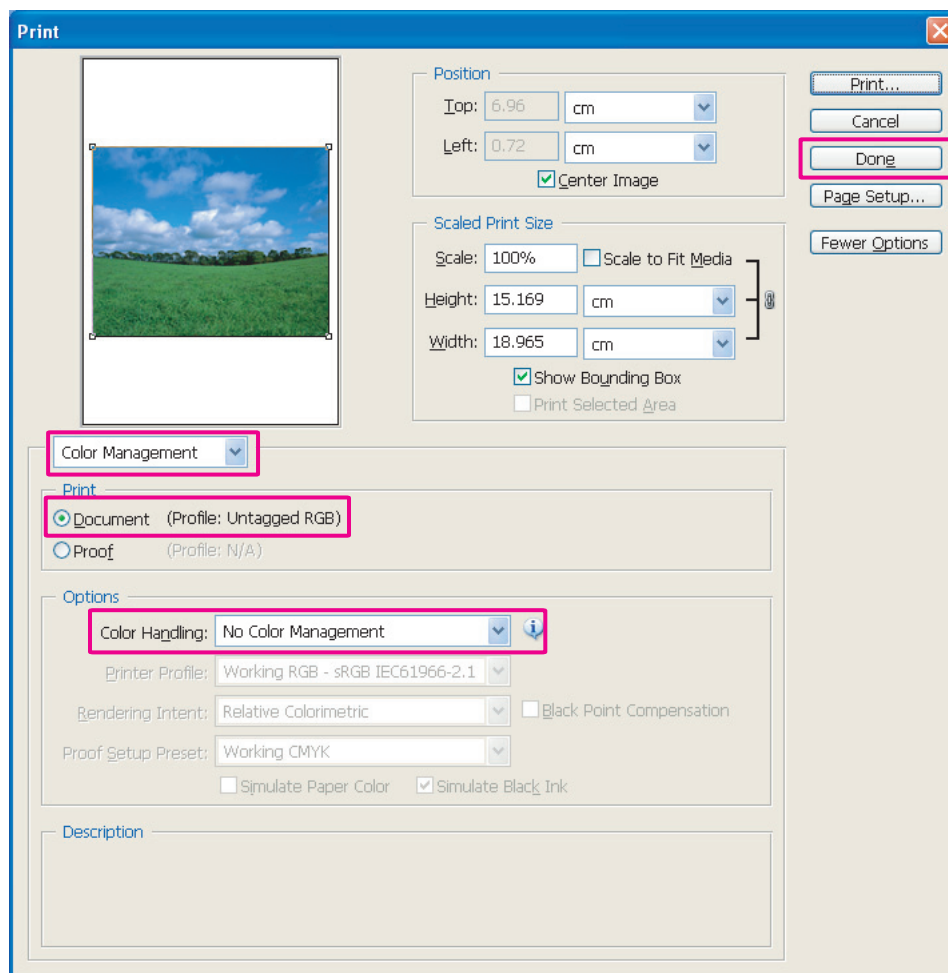 Print
Position
Top: 6.96 cm
Left: 0.72 cm
Center Image
Print...
Cancel
Done
Page Setup...
Fewer Options
Scaled Print Size
Scale: 100% Scale to Fit Media
Height: 15.169 cm
Width: 18.965 cm
Show Bounding Box
Print Selected Area
Color Management
Print
Document (Profile: Untagged RGB)
Proof (Profile: N/A)
Options
Color Handling: No Color Management
Printer Profile: Working RGB - sRGB IEC61966-2.1
Rendering Intent: Relative Colorimetric Black Point Compensation
Proof Setup Preset: Working CMYK
Simulate Paper Color Simulate Black Ink
Description